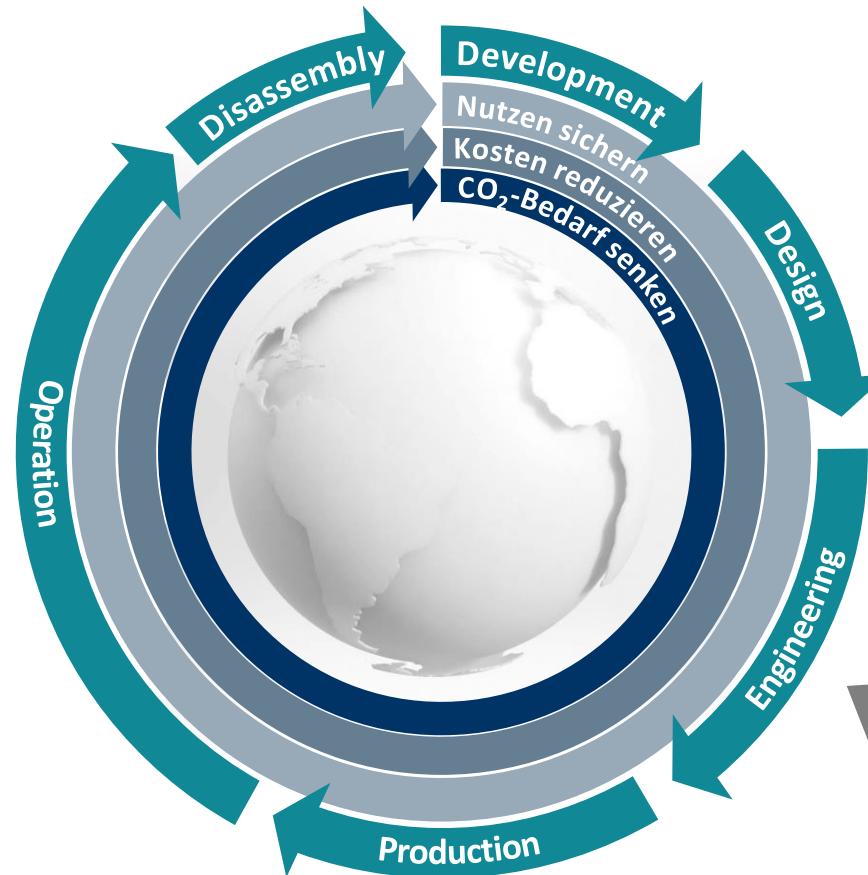 Development
Nutzen sichern
Kosten reduzieren
CO₂-Bedarf senken
Design
Engineering
Production
Operation
Disassembly